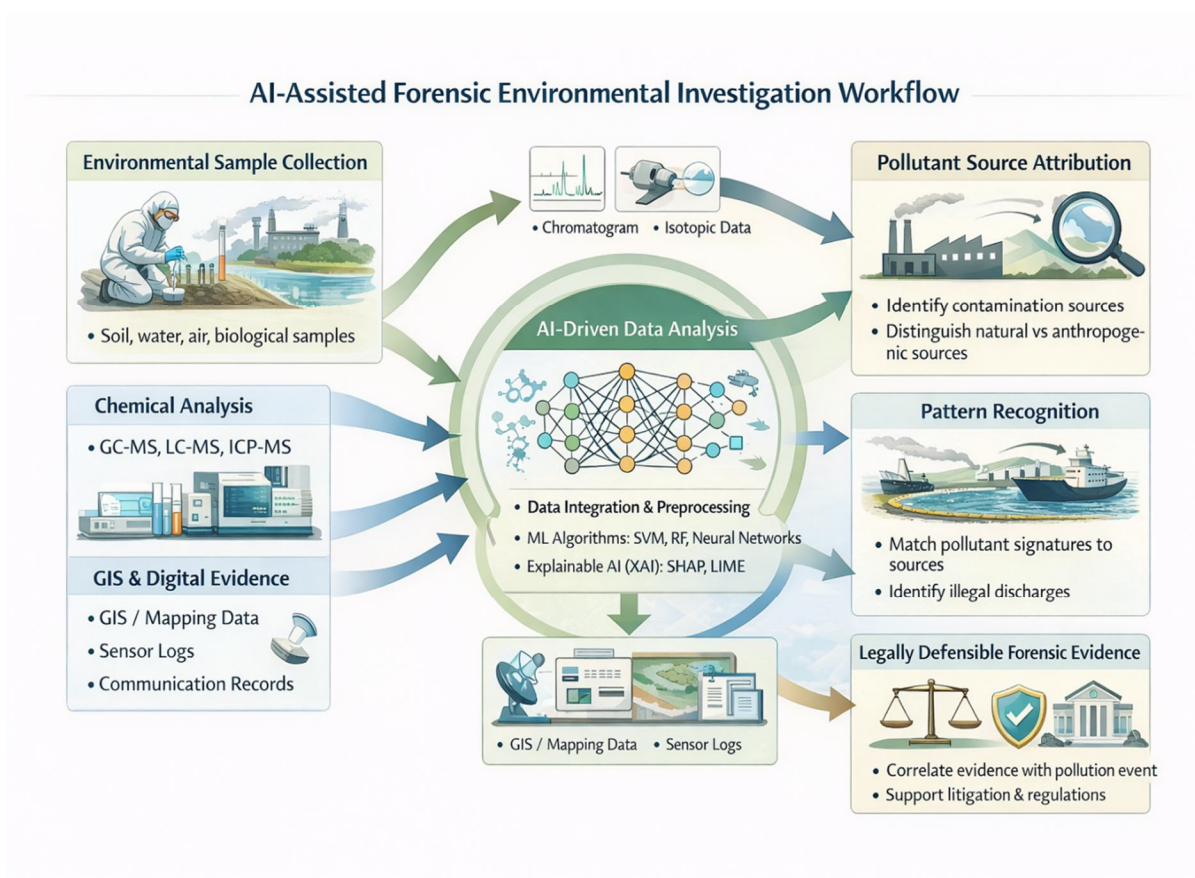 AI-Assisted Forensic Environmental Investigation Workflow
Environmental Sample Collection
• Soil, water, air, biological samples
Chemical Analysis
• GC-MS, LC-MS, ICP-MS
GIS & Digital Evidence
• GIS / Mapping Data
• Sensor Logs
• Communication Records
• Chromatogram • Isotopic Data
AI-Driven Data Analysis
• Data Integration & Preprocessing
• ML Algorithms: SVM, RF, Neural Networks
• Explainable AI (XAI): SHAP, LIME
• GIS / Mapping Data • Sensor Logs
Pollutant Source Attribution
• Identify contamination sources
• Distinguish natural vs anthropoge-
nic sources
Pattern Recognition
• Match pollutant signatures to
sources
• Identify illegal discharges
Legally Defensible Forensic Evidence
• Correlate evidence with pollution event
• Support litigation & regulations